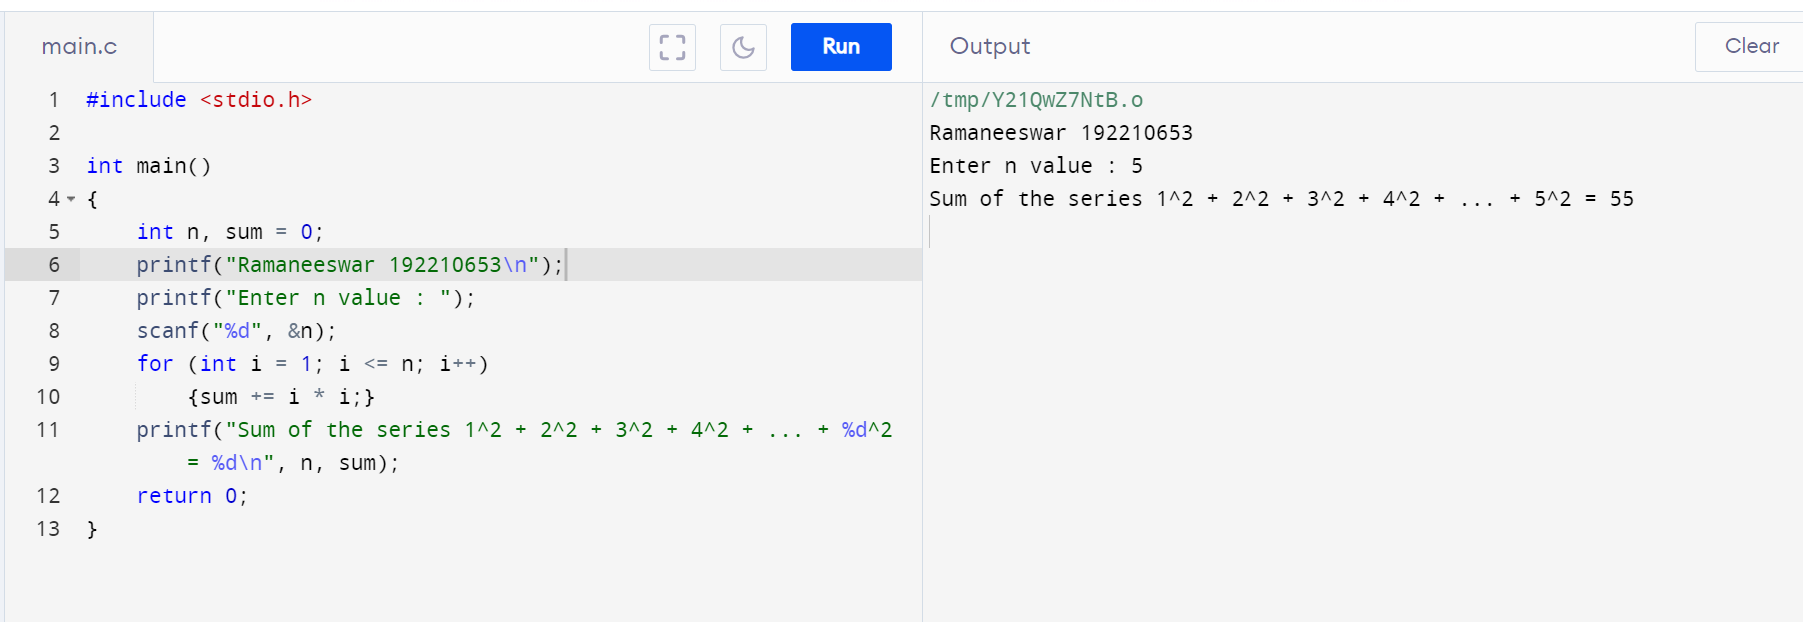 main.c
Run
Output
Clear
1 #include <stdio.h>
2
3 int main()
4 {
5 int n, sum = 0;
6 printf("Ramaneeswar 192210653\n");
7 printf("Enter n value : ");
8 scanf("%d", &n);
9 for (int i = 1; i <= n; i++)
10 {sum += i * i;}
11 printf("Sum of the series 1^2 + 2^2 + 3^2 + 4^2 + ... + %d^2
= %d\n", n, sum);
12 return 0;
13 }
/tmp/Y21QwZ7NtB.o
Ramaneeswar 192210653
Enter n value : 5
Sum of the series 1^2 + 2^2 + 3^2 + 4^2 + ... + 5^2 = 55